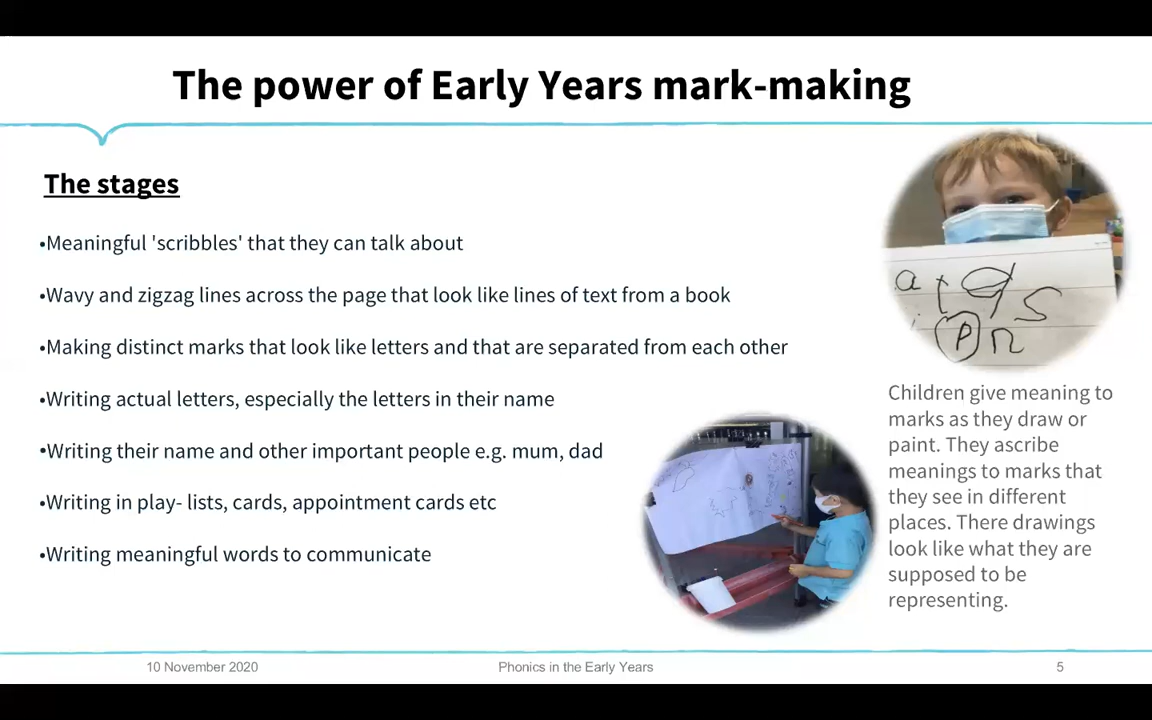 The power of Early Years mark-making
The stages
•Meaningful 'scribbles' that they can talk about
•Wavy and zigzag lines across the page that look like lines of text from a book
•Making distinct marks that look like letters and that are separated from each other
•Writing actual letters, especially the letters in their name
•Writing their name and other important people e.g. mum, dad
•Writing in play- lists, cards, appointment cards etc
•Writing meaningful words to communicate
a t g s
i p n
Children give meaning to
marks as they draw or
paint. They ascribe
meanings to marks that
they see in different
places. There drawings
look like what they are
supposed to be
representing.
10 November 2020
Phonics in the Early Years
5